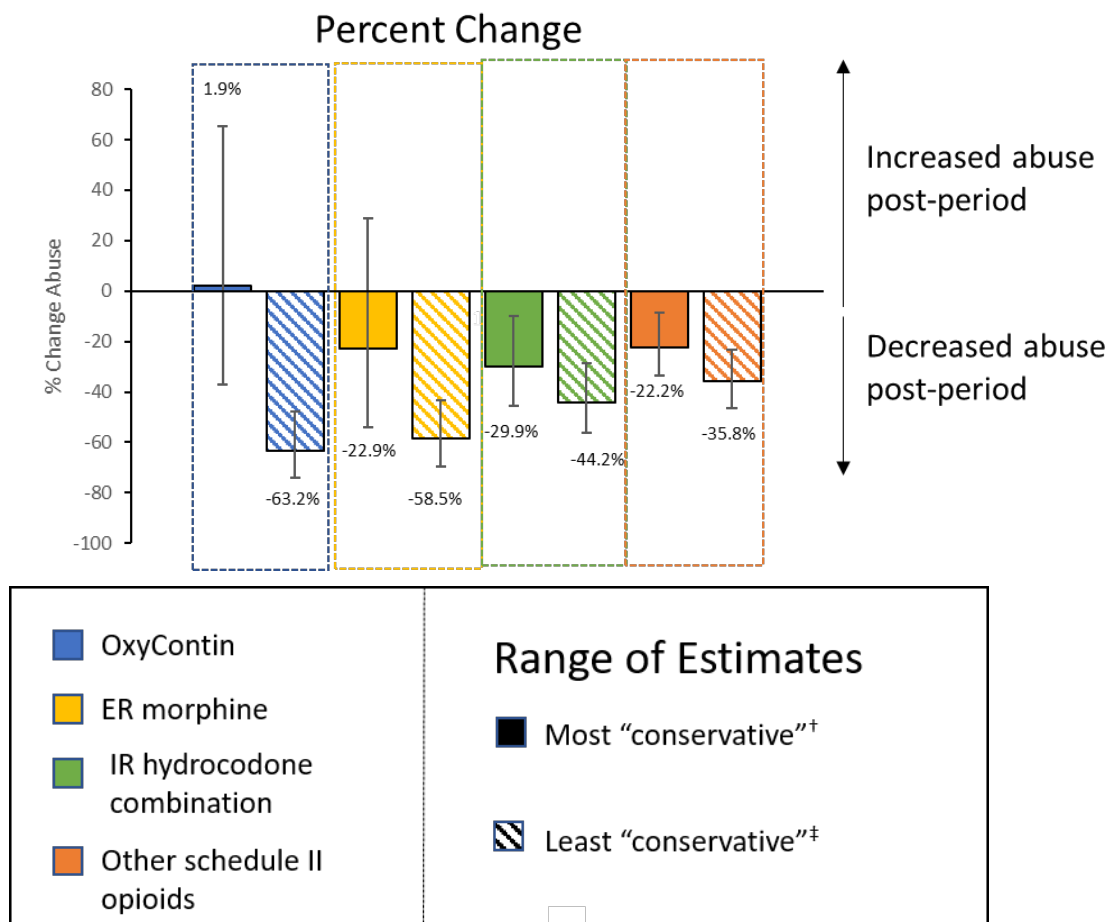 Percent Change
% Change Abuse
80
60
40
20
0
-20
-40
-60
-80
-100
1.9%
-63.2%
-22.9%
-58.5%
-29.9%
-44.2%
-22.2%
-35.8%
Increased abuse
post-period
Decreased abuse
post-period
OxyContin
ER morphine
IR hydrocodone
combination
Other schedule II
opioids
Range of Estimates
Most “conservative”†
Least “conservative”‡